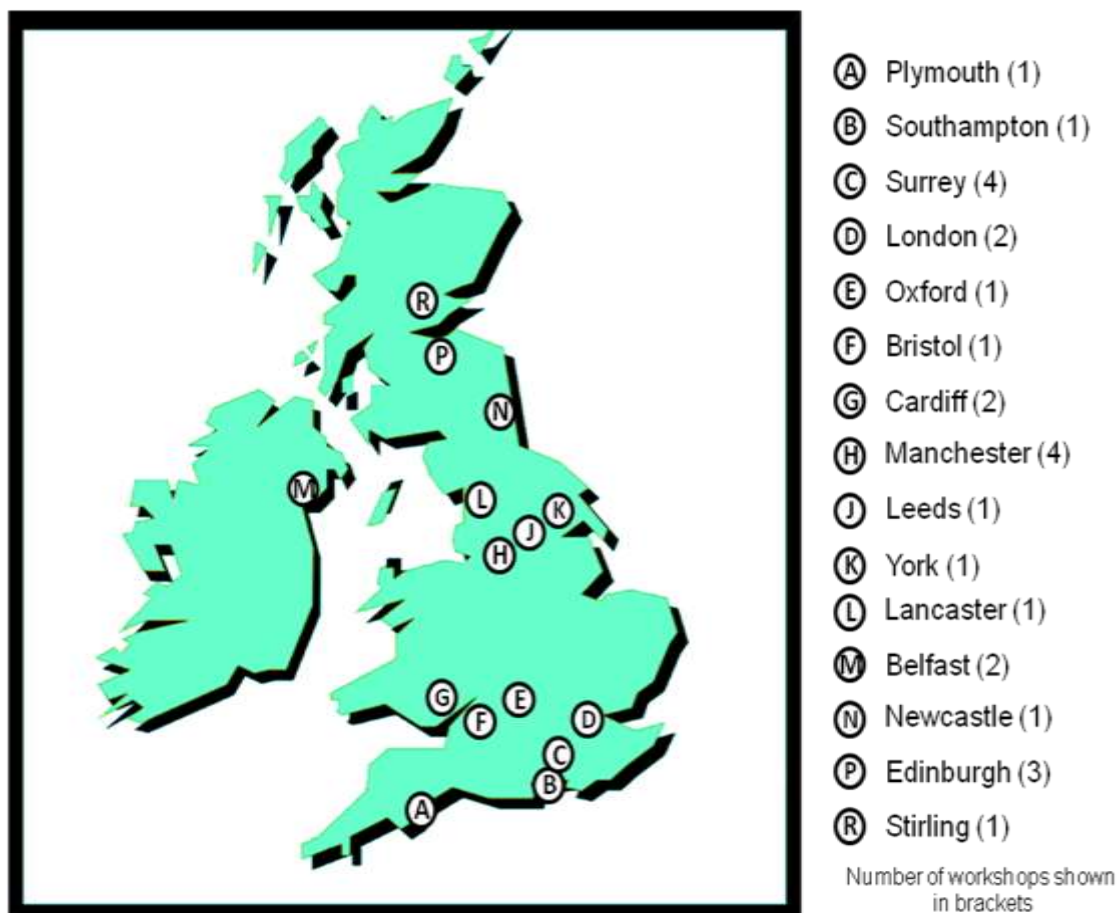 R
P
N
M
L
K
J
H
G
E
F
D
C
B
A
A Plymouth (1)
B Southampton (1)
C Surrey (4)
D London (2)
E Oxford (1)
F Bristol (1)
G Cardiff (2)
H Manchester (4)
J Leeds (1)
K York (1)
L Lancaster (1)
M Belfast (2)
N Newcastle (1)
P Edinburgh (3)
R Stirling (1)
Number of workshops shown
in brackets